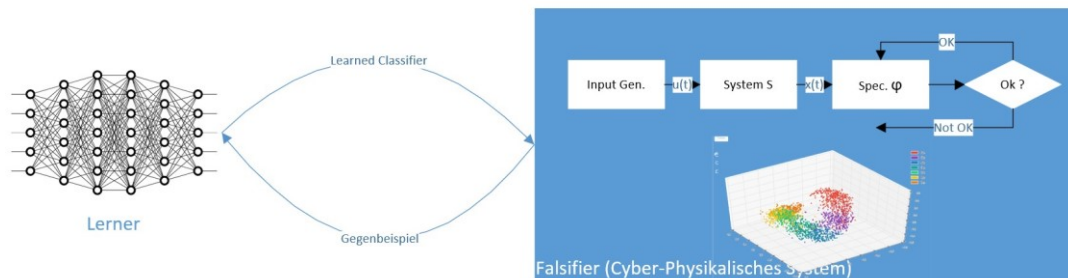 OK
Learned Classifier
Input Gen.
u(t)
System S
x(t)
Spec. φ
Ok ?
Not OK
Lerner
Gegenbeispiel
Falsifier (Cyber-Physikalisches System)